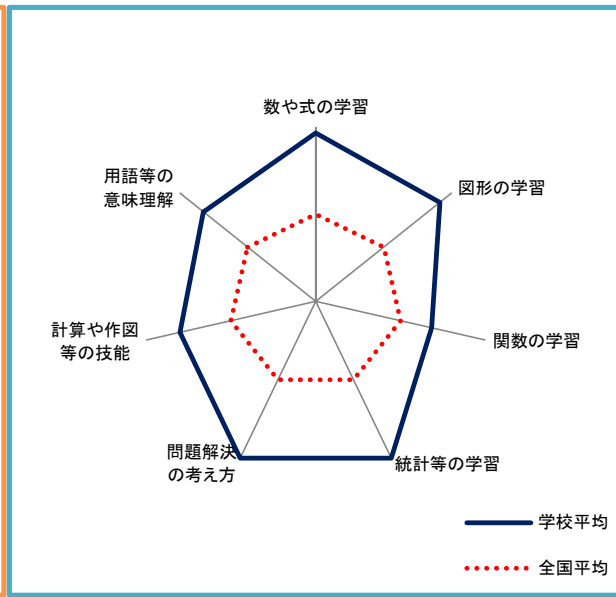 数や式の学習
図形の学習
関数の学習
統計等の学習
問題解決
の考え方
計算や作図
等の技能
用語等の
意味理解
学校平均
全国平均